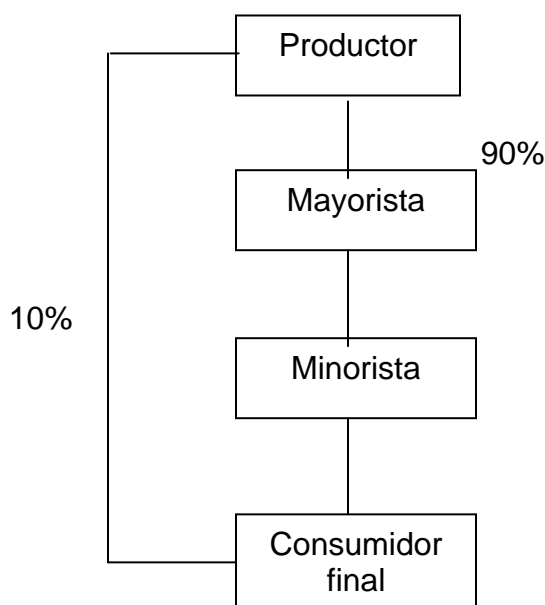 Productor
90%
Mayorista
10%
Minorista
Consumidor
final